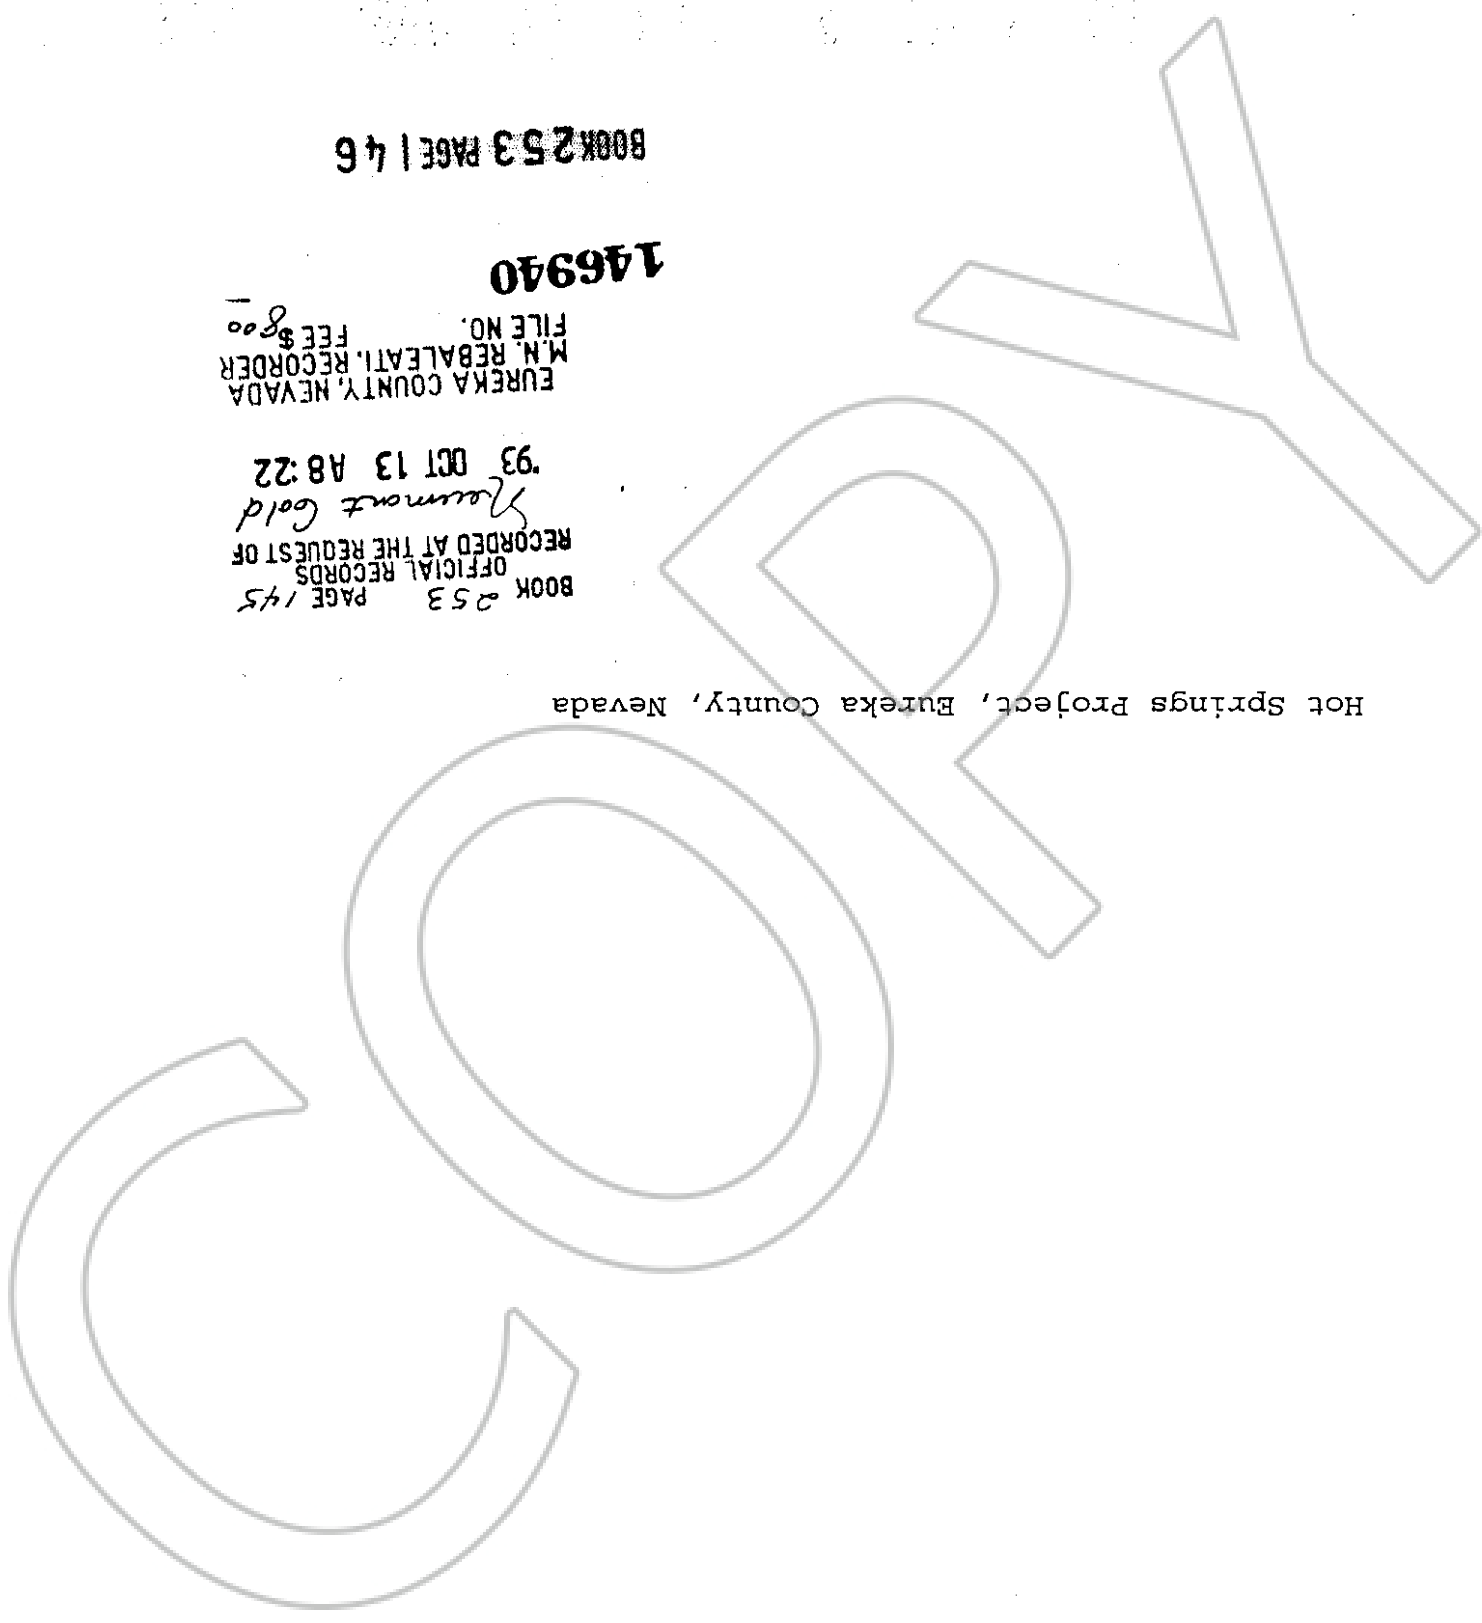 Hot Springs Project, Eureka County, Nevada
BOOK 253 PAGE 145
OFFICIAL RECORDS
RECORDED AT THE REQUEST OF
Newmont Gold
'93 OCT 13 A8:22
EUREKA COUNTY, NEVADA
M.N. REBALEATI, RECORDER
FILE NO. FEE $8.00
146940
BOOK 253 PAGE 146
COPY